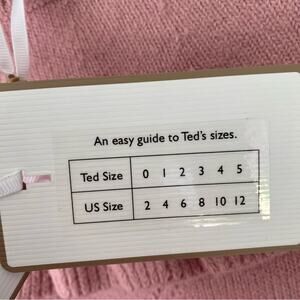 An easy guide to Ted's sizes.
Ted Size 0 1 2 3 4 5
US Size 2 4 6 8 10 12